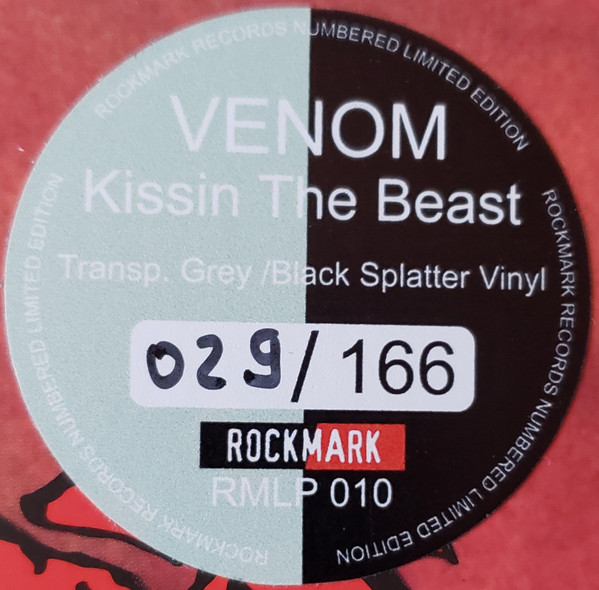 ROCKMARK RECORDS NUMBERED LIMITED EDITION
VENOM
Kissin The Beast
Transp. Grey /Black Splatter Vinyl
029/ 166
ROCKMARK
RMLP 010
ROCKMARK RECORDS NUMBERED LIMITED EDITION
ROCKMARK RECORDS NUMBERED LIMITED EDITION